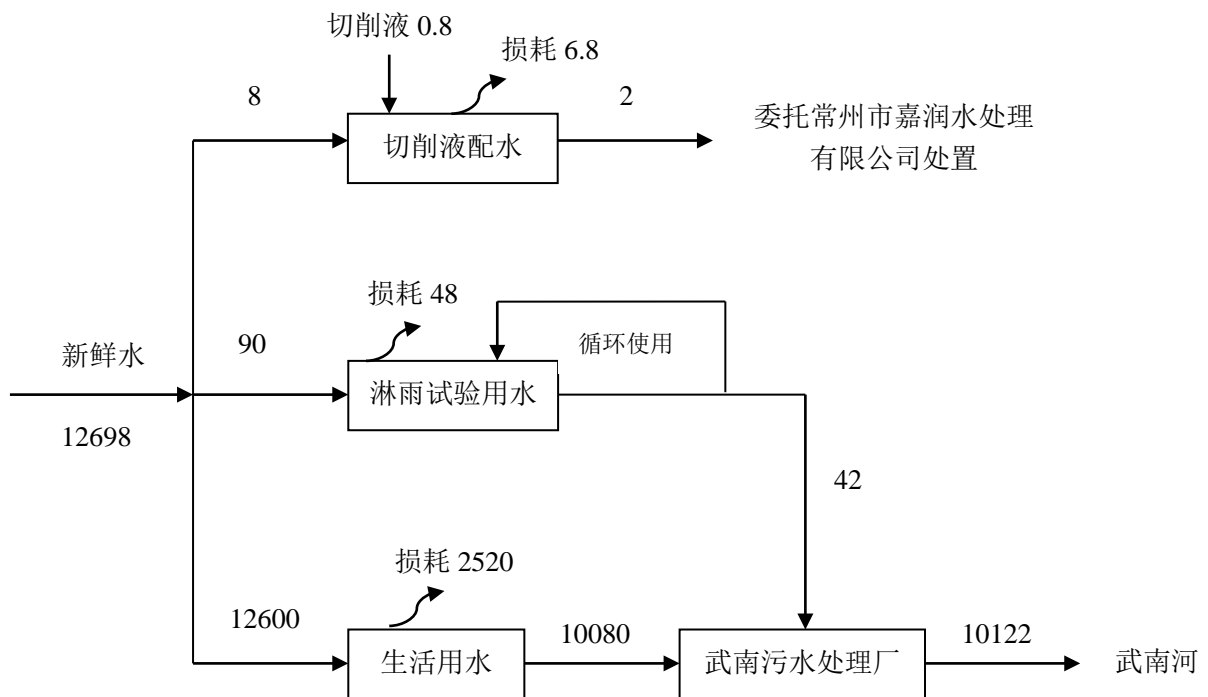 切削液 0.8
损耗 6.8
8
2
切削液配水
委托常州市嘉润水处理
有限公司处置
损耗 48
新鲜水
90
循环使用
淋雨试验用水
12698
42
损耗 2520
12600
10080
10122
生活用水
武南污水处理厂
武南河